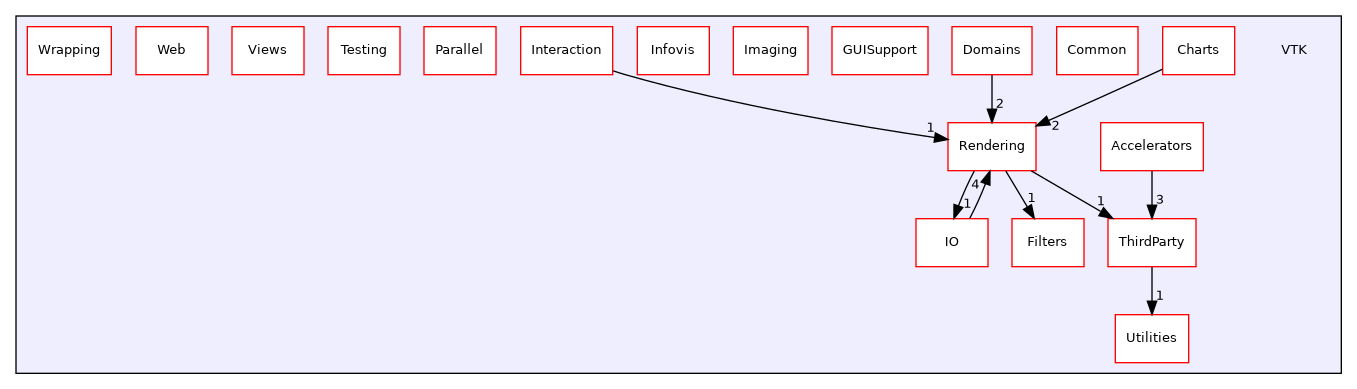 Wrapping
Web
Views
Testing
Parallel
Interaction
Infovis
Imaging
GUISupport
Domains
Common
Charts
VTK
2
1
2
Rendering
Accelerators
4
1
1
1
3
IO
Filters
ThirdParty
1
Utilities